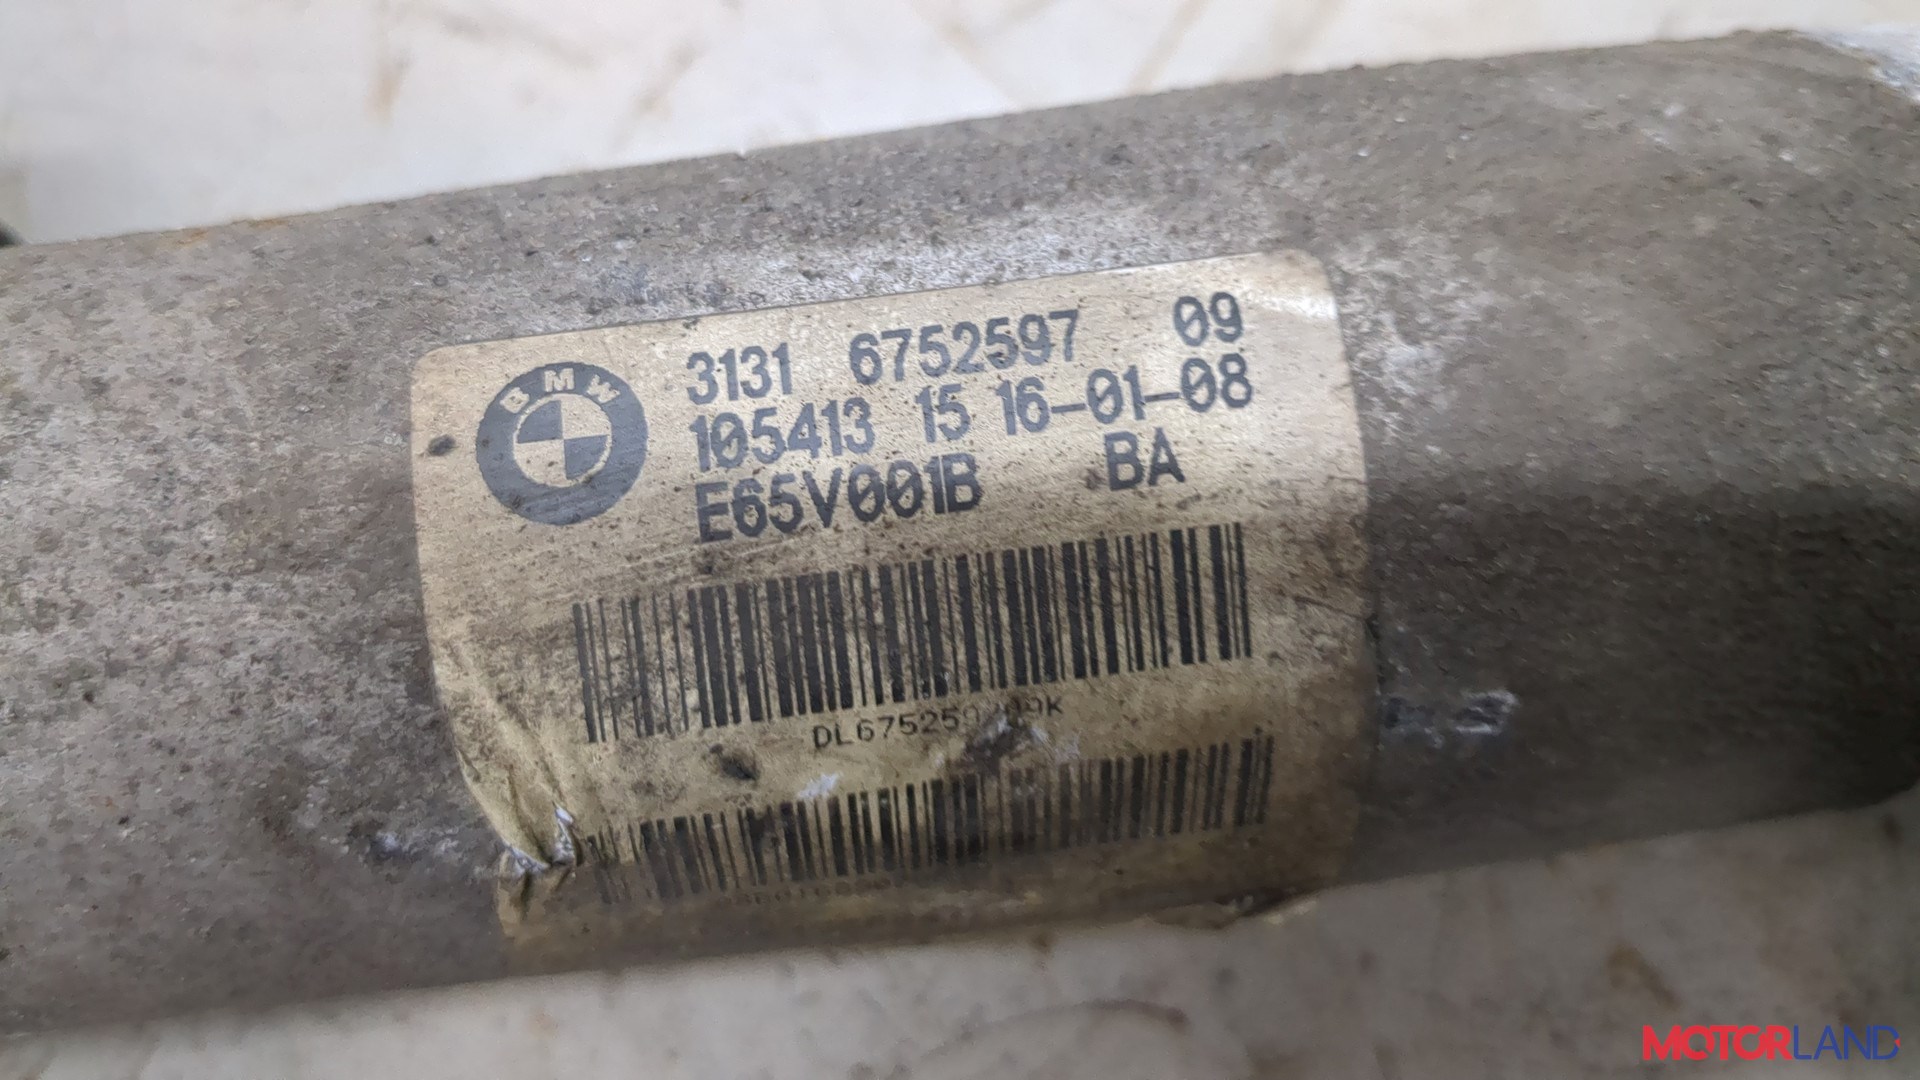 BMW
3131 6752597 09
105413 15 16-01-08
E65V001B BA
MOTORLAND